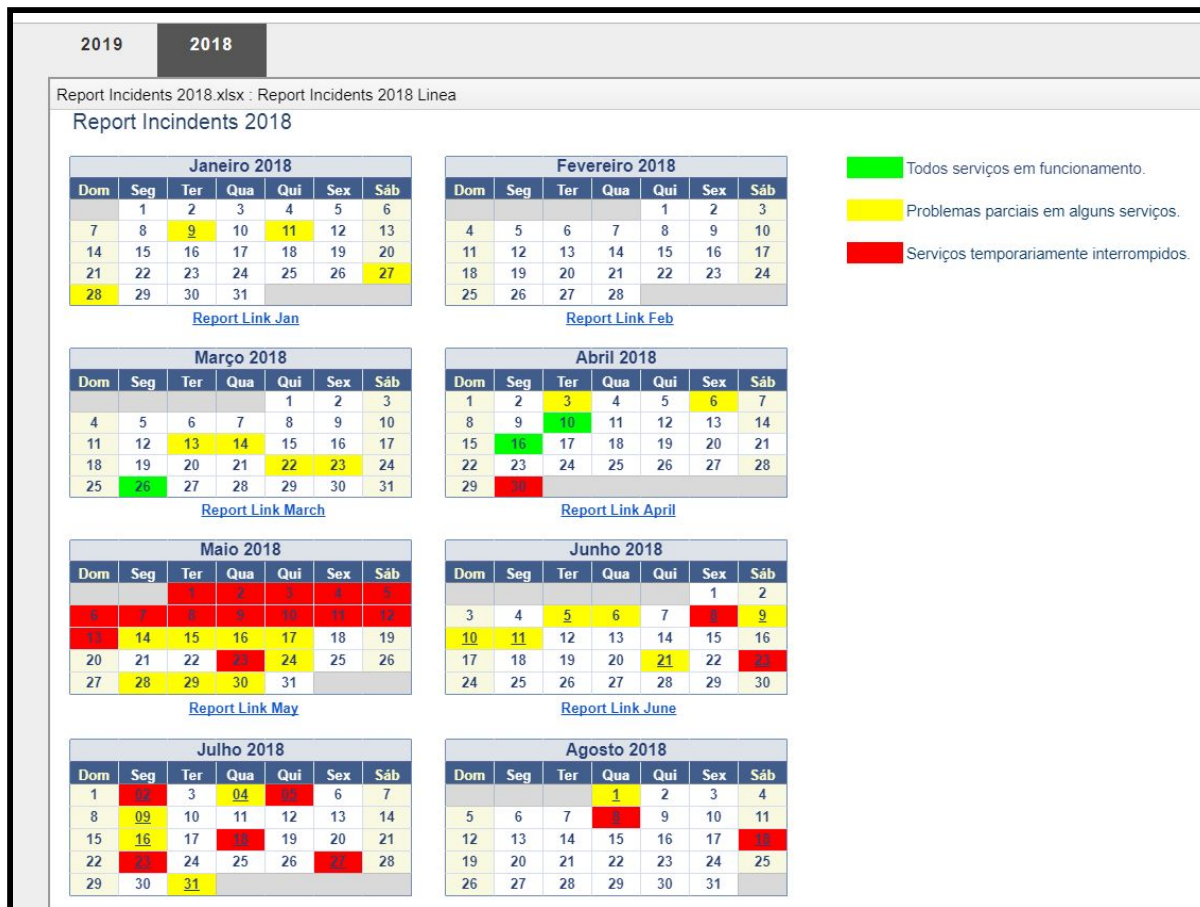 2019 2018
Report Incidents 2018.xlsx : Report Incidents 2018 Linea
Report Incindents 2018
Janeiro 2018
Dom Seg Ter Qua Qui Sex Sáb
1 2 3 4 5 6
7 8 9 10 11 12 13
14 15 16 17 18 19 20
21 22 23 24 25 26 27
28 29 30 31
Report Link Jan
Fevereiro 2018
Dom Seg Ter Qua Qui Sex Sáb
1 2 3
4 5 6 7 8 9 10
11 12 13 14 15 16 17
18 19 20 21 22 23 24
25 26 27 28
Report Link Feb
Todos serviços em funcionamento.
Problemas parciais em alguns serviços.
Serviços temporariamente interrompidos.
Março 2018
Dom Seg Ter Qua Qui Sex Sáb
1 2 3
4 5 6 7 8 9 10
11 12 13 14 15 16 17
18 19 20 21 22 23 24
25 26 27 28 29 30 31
Report Link March
Abril 2018
Dom Seg Ter Qua Qui Sex Sáb
1 2 3 4 5 6 7
8 9 10 11 12 13 14
15 16 17 18 19 20 21
22 23 24 25 26 27 28
29 30
Report Link April
Maio 2018
Dom Seg Ter Qua Qui Sex Sáb
1 2 3 4 5
6 7 8 9 10 11 12
13 14 15 16 17 18 19
20 21 22 23 24 25 26
27 28 29 30 31
Report Link May
Junho 2018
Dom Seg Ter Qua Qui Sex Sáb
1 2
3 4 5 6 7 8 9
10 11 12 13 14 15 16
17 18 19 20 21 22 23
24 25 26 27 28 29 30
Report Link June
Julho 2018
Dom Seg Ter Qua Qui Sex Sáb
1 02 3 04 05 6 7
8 09 10 11 12 13 14
15 16 17 18 19 20 21
22 23 24 25 26 27 28
29 30 31
Agosto 2018
Dom Seg Ter Qua Qui Sex Sáb
1 2 3 4
5 6 7 8 9 10 11
12 13 14 15 16 17 18
19 20 21 22 23 24 25
26 27 28 29 30 31